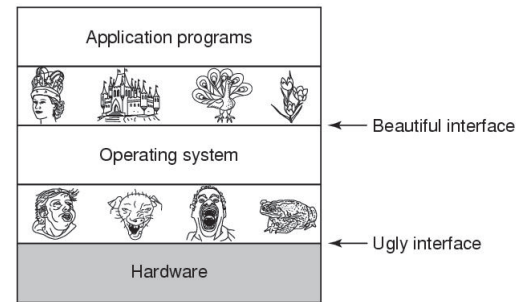 Application programs
Beautiful interface
Operating system
Ugly interface
Hardware